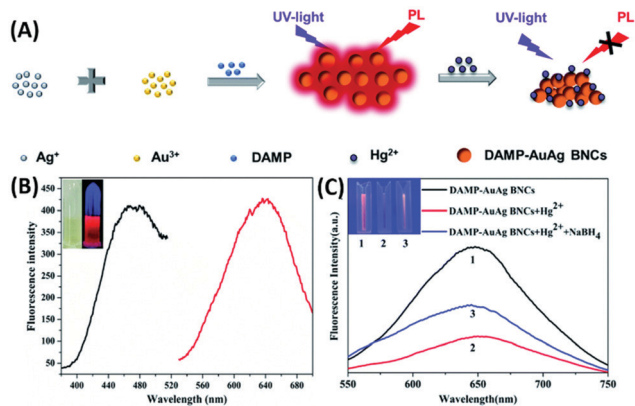 (A)
UV-light
PL
UV-light
PL
DAMP
Hg2+
Ag+
Au3+
DAMP
Hg2+
DAMP-AuAg BNCs
(B)
Fluorescence intensity
450
400
350
300
250
200
150
100
50
0
400
440
480
520
560
600
640
680
Wavelength (nm)
(C)
1
2
3
DAMP-AuAg BNCs
DAMP-AuAg BNCs+Hg2+
DAMP-AuAg BNCs+Hg2++NaBH4
Fluorescence Intensity(a.u.)
1
3
2
550
600
650
700
750
Wavelength(nm)